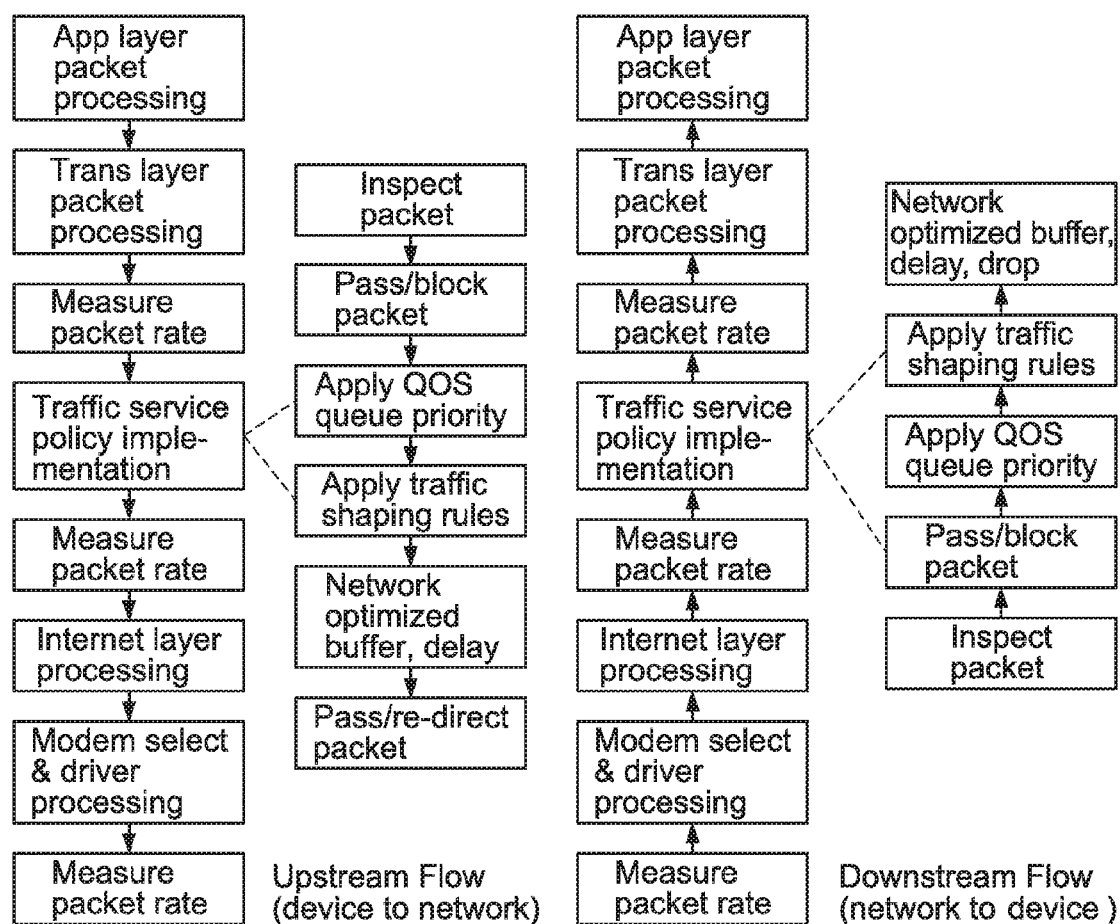 App layer
packet
processing
Trans layer
packet
processing
Measure
packet rate
Traffic service
policy imple-
mentation
Measure
packet rate
Internet layer
processing
Modem select
& driver
processing
Measure
packet rate
Inspect
packet
Pass/block
packet
Apply QOS
queue priority
Apply traffic
shaping rules
Network
optimized
buffer, delay
Pass/re-direct
packet
Upstream Flow
(device to network)
App layer
packet
processing
Trans layer
packet
processing
Measure
packet rate
Traffic service
policy imple-
mentation
Measure
packet rate
Internet layer
processing
Modem select
& driver
processing
Measure
packet rate
Network
optimized buffer,
delay, drop
Apply traffic
shaping rules
Apply QOS
queue priority
Pass/block
packet
Inspect
packet
Downstream Flow
(network to device )